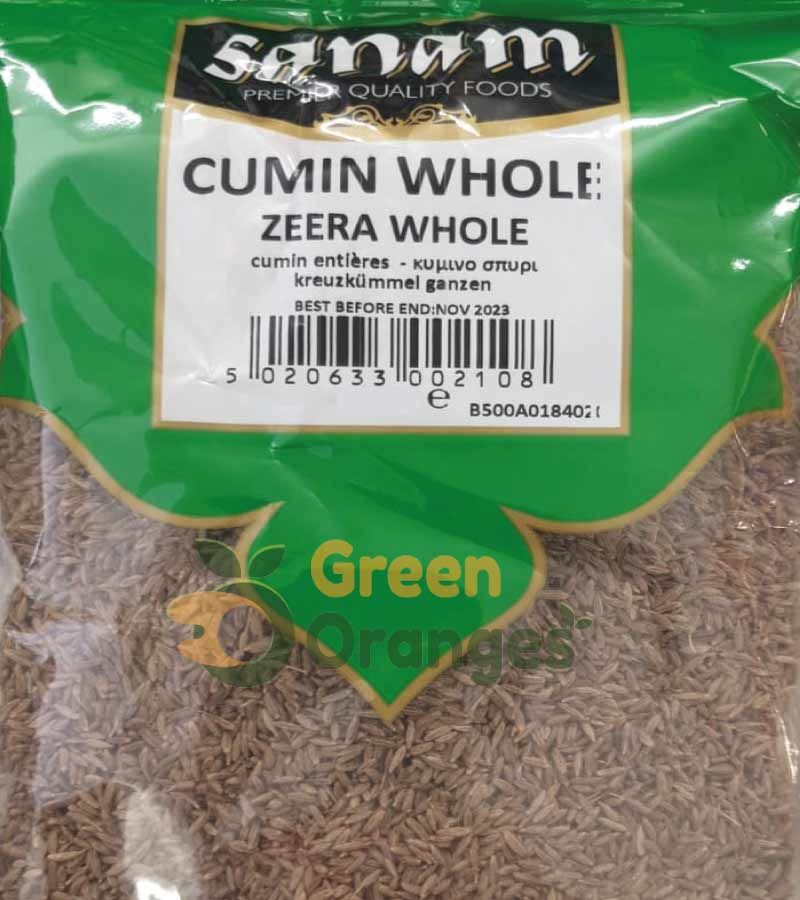 sanam
PREMIER QUALITY FOODS
CUMIN WHOLE
ZEERA WHOLE
cumin entières - κυμινο σπυρι
kreuzkümmel ganzen
BEST BEFORE END:NOV 2023
5 020633 002108
e
B500A018402
Green
Oranges